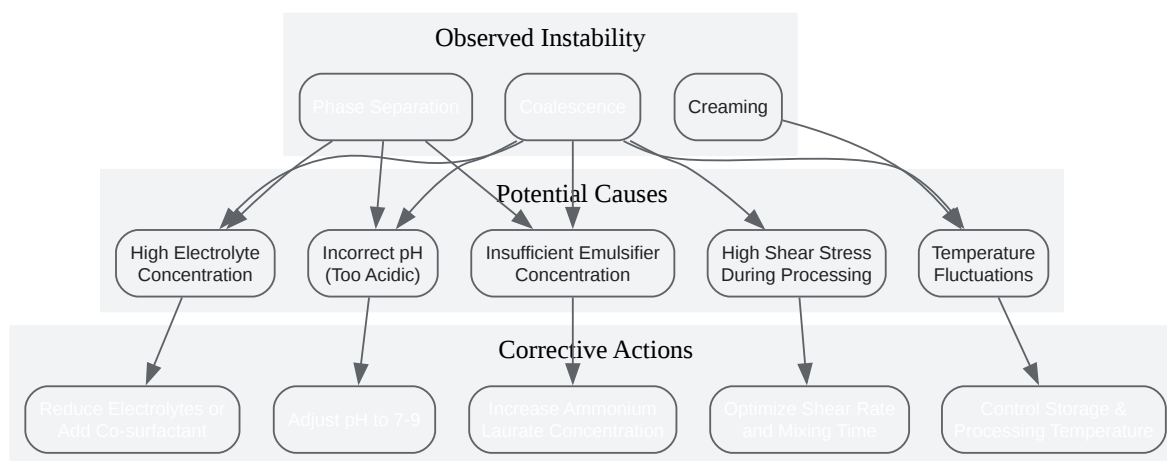 Observed Instability
Phase Separation
Coalescence
Creaming
Potential Causes
High Electrolyte
Concentration
Incorrect pH
(Too Acidic)
Insufficient Emulsifier
Concentration
High Shear Stress
During Processing
Temperature
Fluctuations
Corrective Actions
Reduce Electrolytes or
Add Co-surfactant
Adjust pH to 7-9
Increase Ammonium
Laurate Concentration
Optimize Shear Rate
and Mixing Time
Control Storage &
Processing Temperature